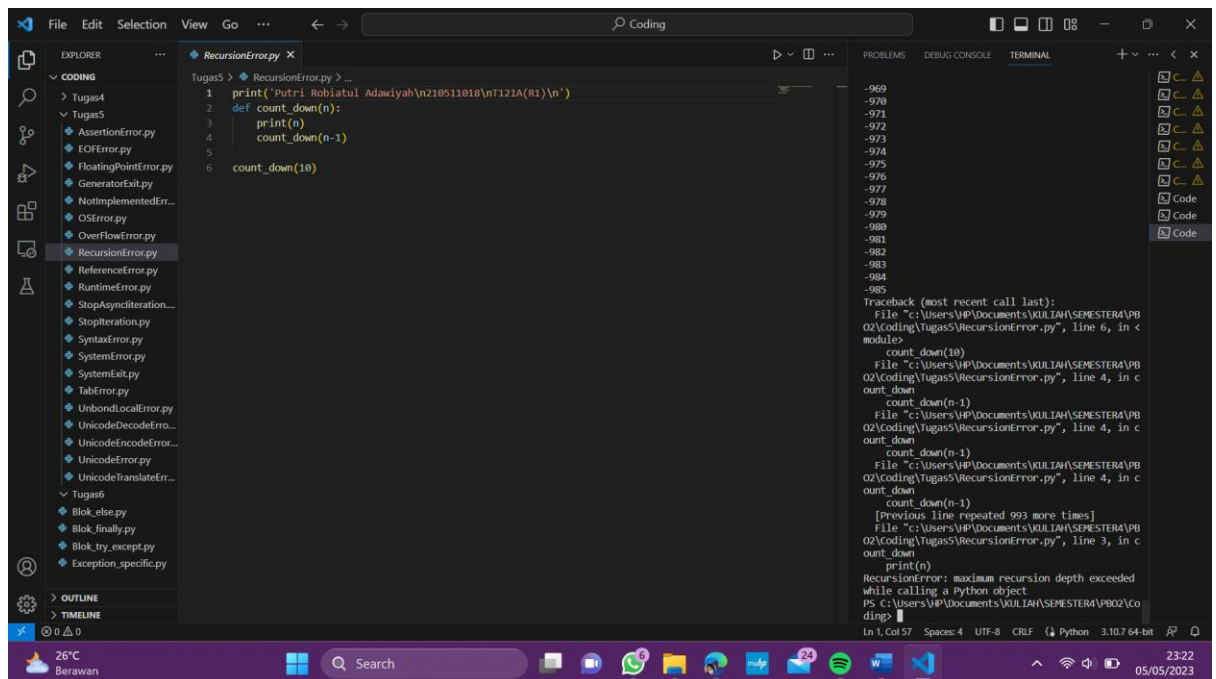 File Edit Selection View Go ··· Coding
EXPLORER
CODING
Tugas4
Tugas5
AssertionError.py
EOFError.py
FloatingPointError.py
GeneratorExit.py
NotImplementedErr...
OSError.py
OverFlowError.py
RecursionError.py
ReferenceError.py
RuntimeError.py
StopAsyncIteration....
StopIteration.py
SyntaxError.py
SystemError.py
SystemExit.py
TabError.py
UnbondLocalError.py
UnicodeDecodeErro...
UnicodeEncodeError...
UnicodeError.py
UnicodeTranslateErr...
Tugas6
Blok_else.py
Blok_finally.py
Blok_try_except.py
Exception_specific.py
OUTLINE
TIMELINE
RecursionError.py
Tugas5 > RecursionError.py > ...
1 print('Putri Robiatul Adawiyah\n210511018\nT121A(R1)\n')
2 def count_down(n):
3 print(n)
4 count_down(n-1)
5
6 count_down(10)
PROBLEMS DEBUG CONSOLE TERMINAL
-969
-970
-971
-972
-973
-974
-975
-976
-977
-978
-979
-980
-981
-982
-983
-984
-985
Traceback (most recent call last):
File "c:\Users\HP\Documents\KULIAH\SEMESTER4\PB
O2\Coding\Tugas5\RecursionError.py", line 6, in <
module>
count_down(10)
File "c:\Users\HP\Documents\KULIAH\SEMESTER4\PB
O2\Coding\Tugas5\RecursionError.py", line 4, in c
ount_down
count_down(n-1)
File "c:\Users\HP\Documents\KULIAH\SEMESTER4\PB
O2\Coding\Tugas5\RecursionError.py", line 4, in c
ount_down
count_down(n-1)
File "c:\Users\HP\Documents\KULIAH\SEMESTER4\PB
O2\Coding\Tugas5\RecursionError.py", line 4, in c
ount_down
count_down(n-1)
[Previous line repeated 993 more times]
File "c:\Users\HP\Documents\KULIAH\SEMESTER4\PB
O2\Coding\Tugas5\RecursionError.py", line 3, in c
ount_down
print(n)
RecursionError: maximum recursion depth exceeded
while calling a Python object
PS C:\Users\HP\Documents\KULIAH\SEMESTER4\PBO2\Co
ding>
C...
C...
C...
C...
C...
C...
C...
Code
Code
Code
0 0 Ln 1, Col 57 Spaces: 4 UTF-8 CRLF Python 3.10.7 64-bit
26°C
Berawan
Search
6
myhp
24
23:22
05/05/2023